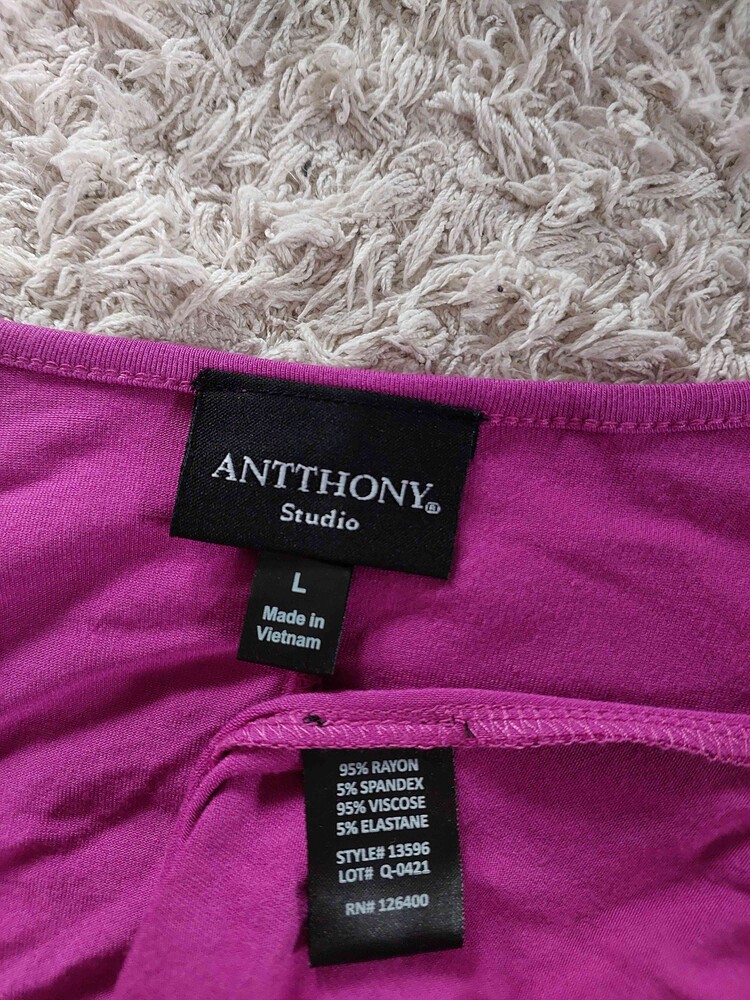 ANTTHONY®
Studio
L
Made in
Vietnam
95% RAYON
5% SPANDEX
95% VISCOSE
5% ELASTANE
STYLE# 13596
LOT# Q-0421
RN# 126400